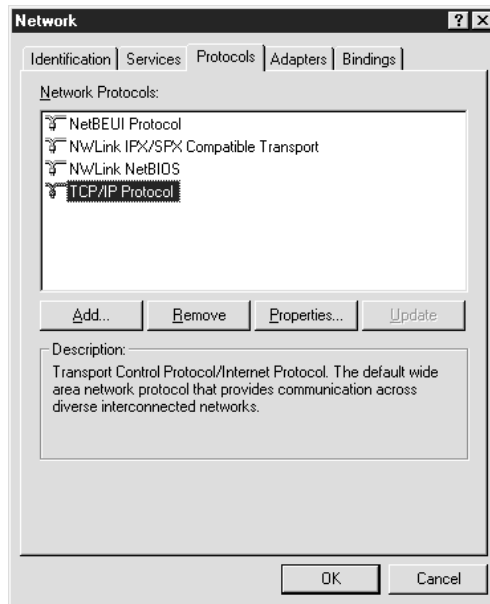 Network
Identification Services Protocols Adapters Bindings
Network Protocols:
NetBEUI Protocol
NWLink IPX/SPX Compatible Transport
NWLink NetBIOS
TCP/IP Protocol
Add... Remove Properties... Update
Description:
Transport Control Protocol/Internet Protocol. The default wide
area network protocol that provides communication across
diverse interconnected networks.
OK Cancel